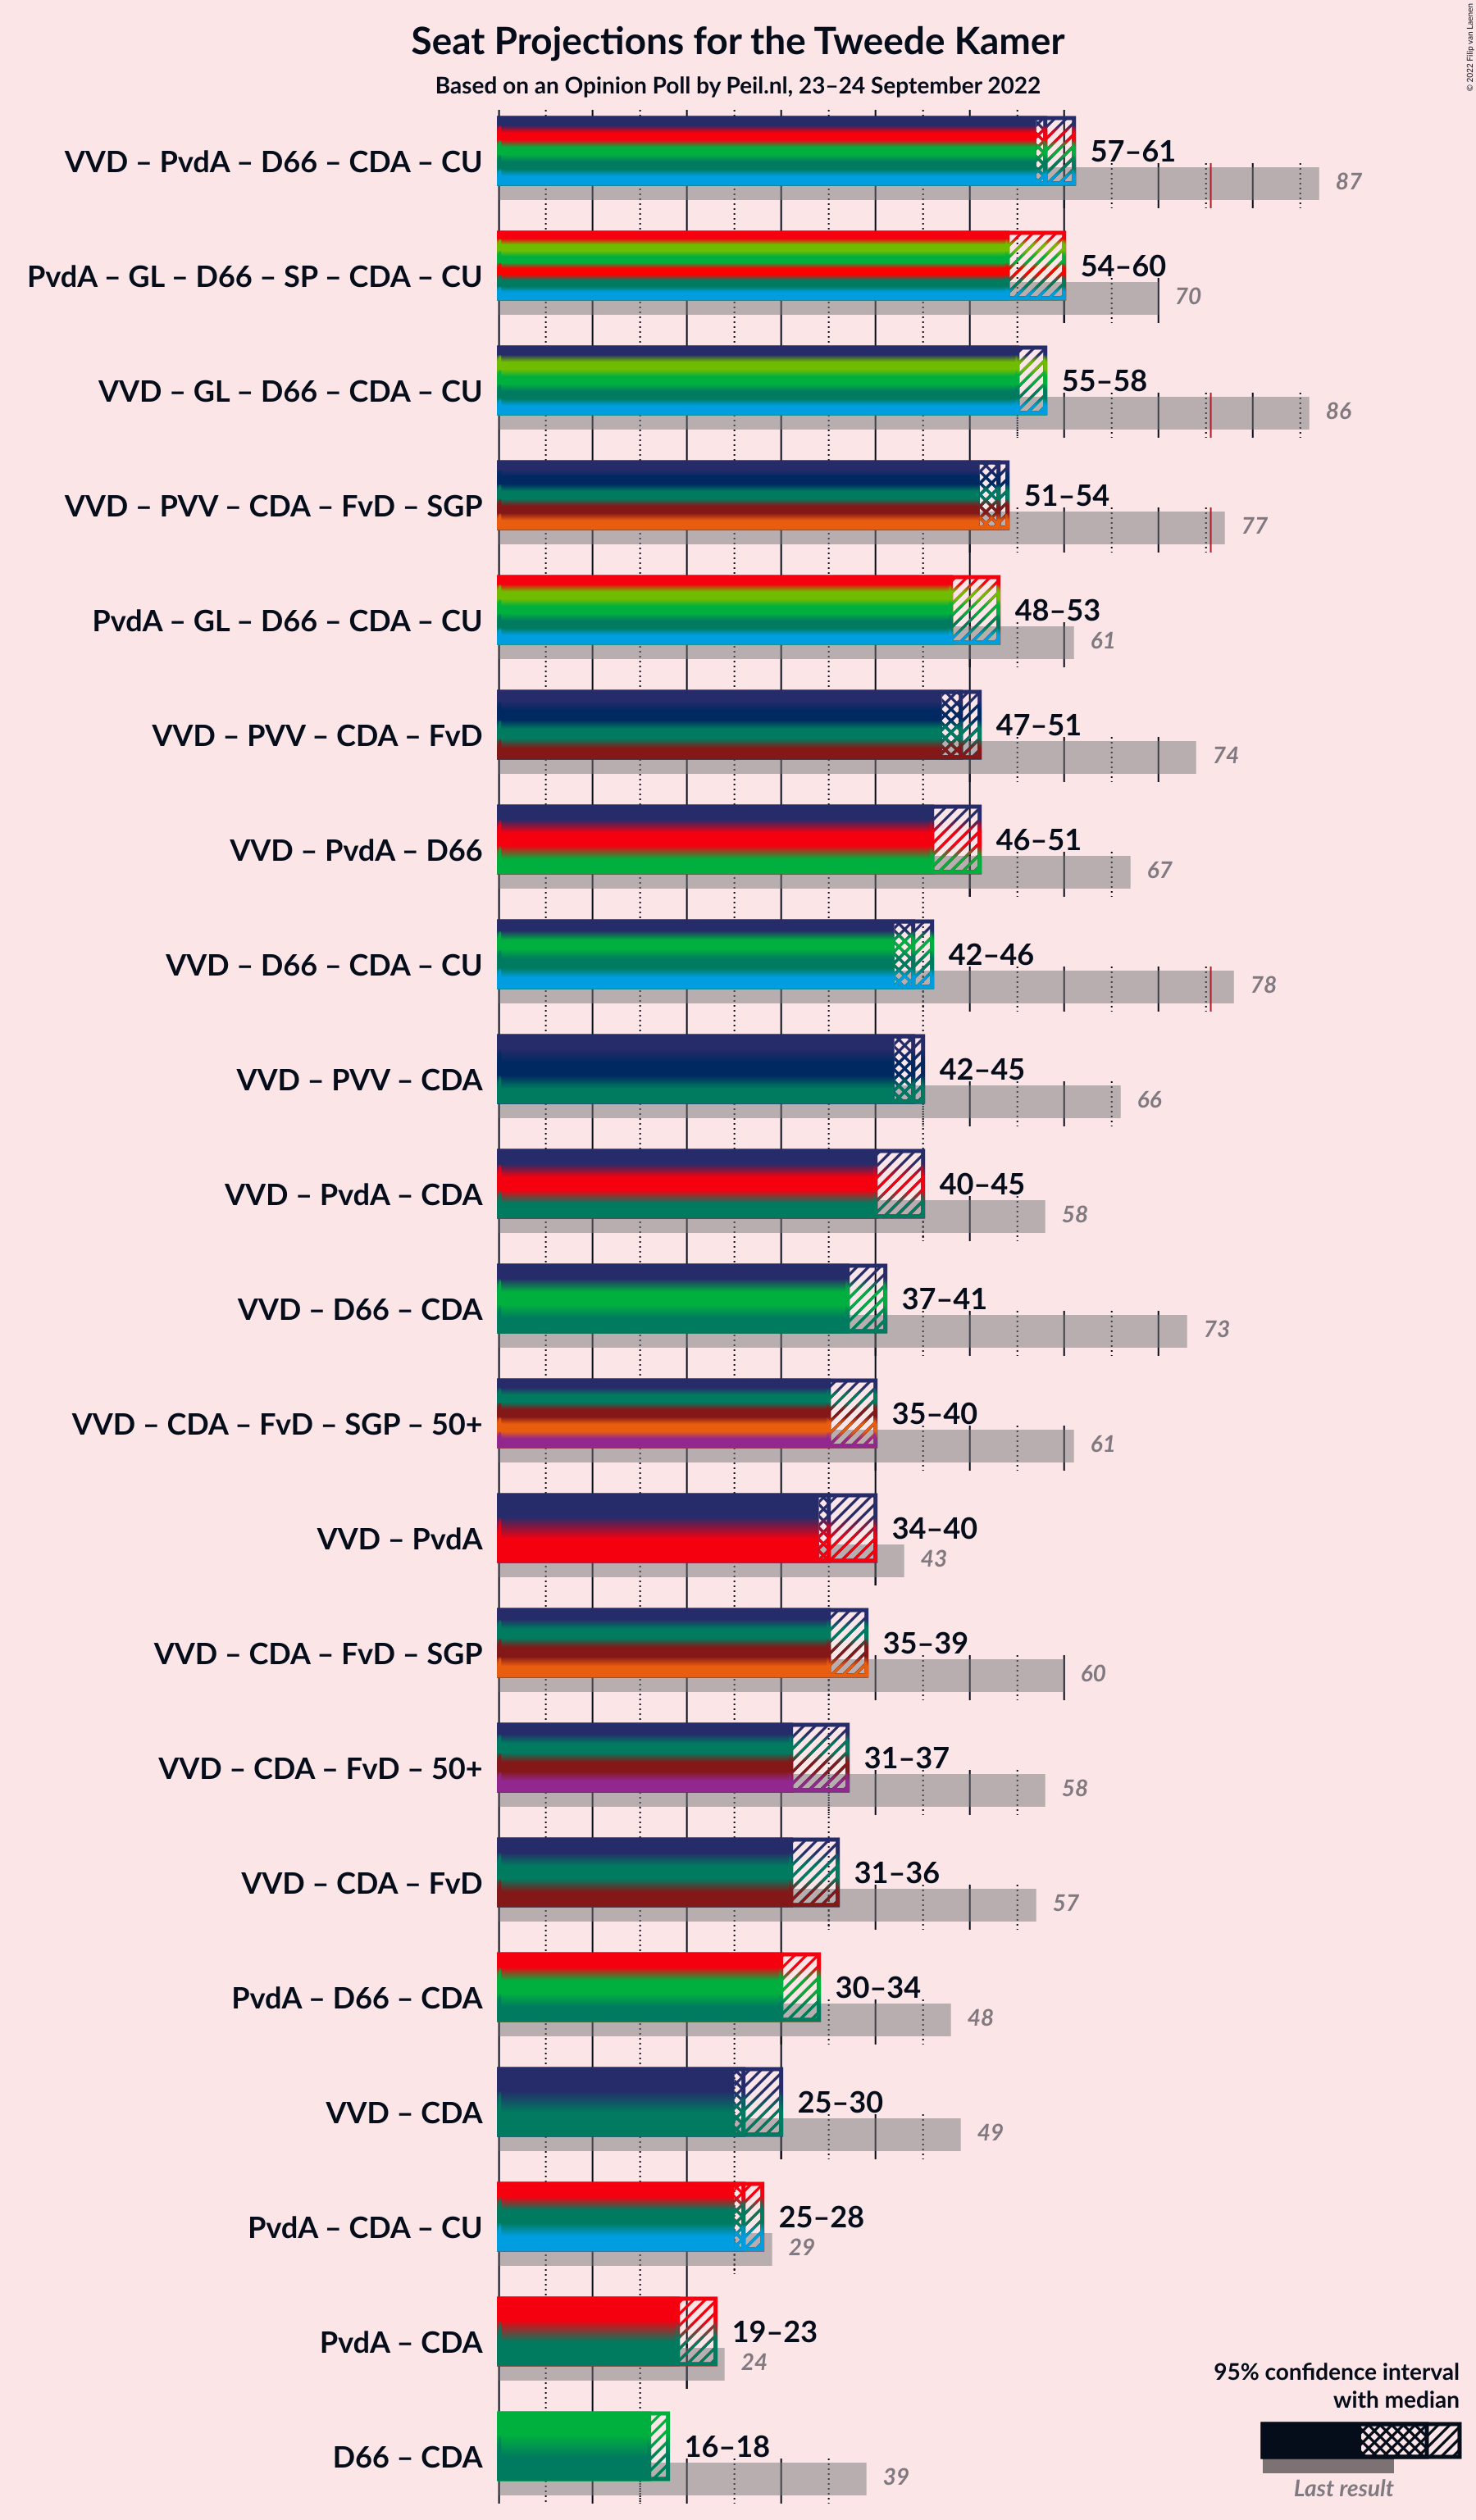 © 2022 Filip van Laenen
Seat Projections for the Tweede Kamer
Based on an Opinion Poll by Peil.nl, 23–24 September 2022
VVD – PvdA – D66 – CDA – CU
57–61
87
PvdA – GL – D66 – SP – CDA – CU
54–60
70
VVD – GL – D66 – CDA – CU
55–58
86
VVD – PVV – CDA – FvD – SGP
51–54
77
PvdA – GL – D66 – CDA – CU
48–53
61
VVD – PVV – CDA – FvD
47–51
74
VVD – PvdA – D66
46–51
67
VVD – D66 – CDA – CU
42–46
78
VVD – PVV – CDA
42–45
66
VVD – PvdA – CDA
40–45
58
VVD – D66 – CDA
37–41
73
VVD – CDA – FvD – SGP – 50+
35–40
61
VVD – PvdA
34–40
43
VVD – CDA – FvD – SGP
35–39
60
VVD – CDA – FvD – 50+
31–37
58
VVD – CDA – FvD
31–36
57
PvdA – D66 – CDA
30–34
48
VVD – CDA
25–30
49
PvdA – CDA – CU
25–28
29
PvdA – CDA
19–23
24
D66 – CDA
16–18
39
95% confidence interval
with median
Last result